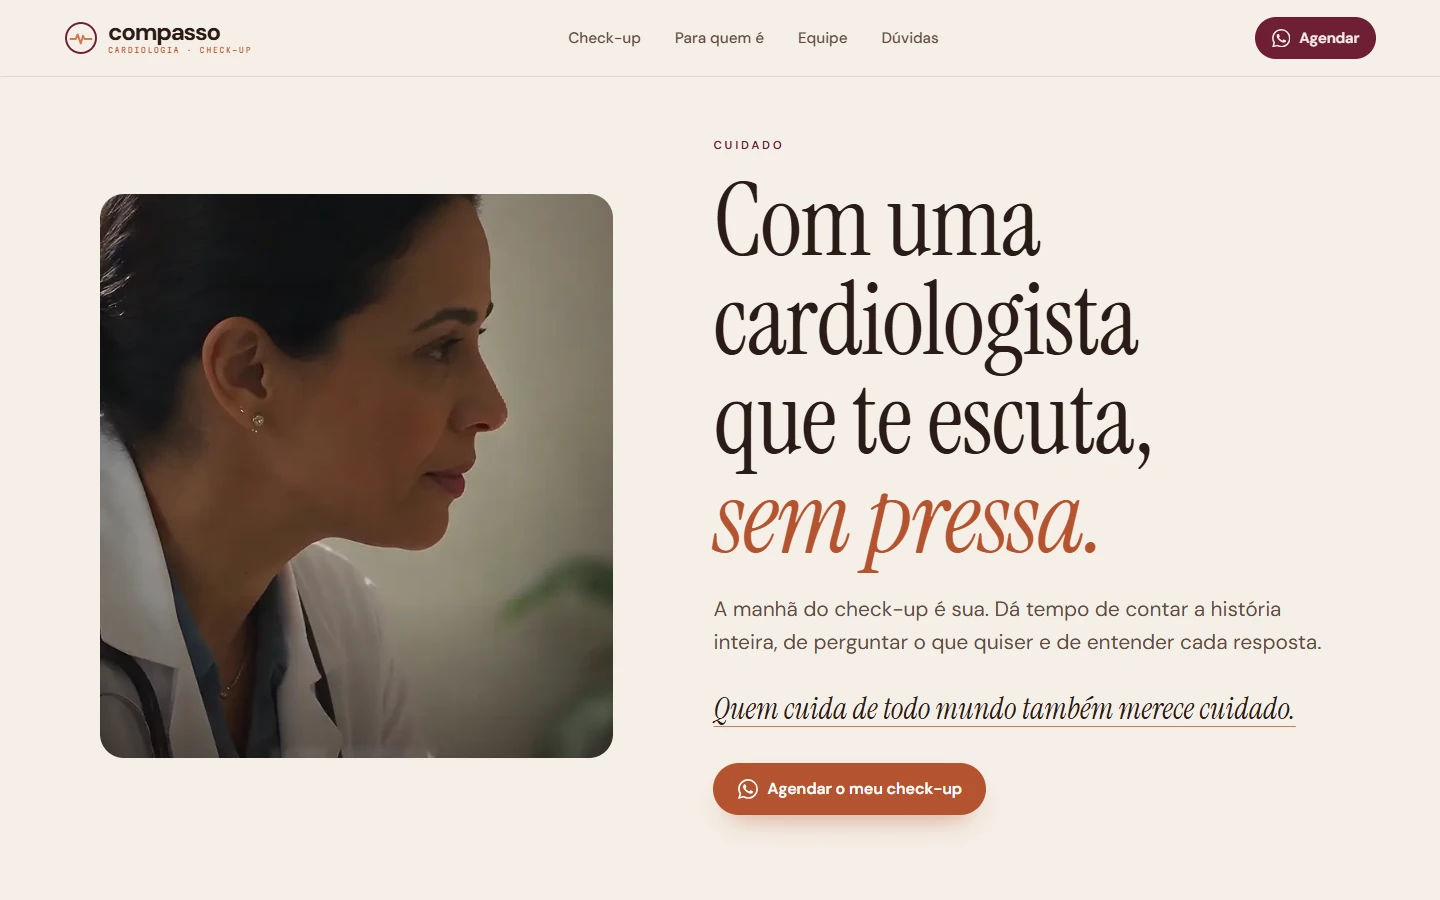 compasso
CARDIOLOGIA · CHECK-UP
Check-up
Para quem é
Equipe
Dúvidas
Agendar
CUIDADO
Com uma
cardiologista
que te escuta,
sem pressa.
A manhã do check-up é sua. Dá tempo de contar a história
inteira, de perguntar o que quiser e de entender cada resposta.
Quem cuida de todo mundo também merece cuidado.
Agendar o meu check-up